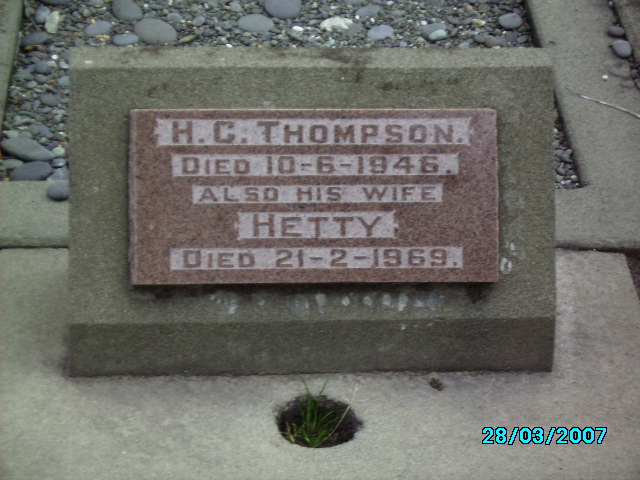 H. C. THOMPSON.
DIED 10-6-1946.
ALSO HIS WIFE
HETTY
DIED 21-2-1969.
28/03/2007